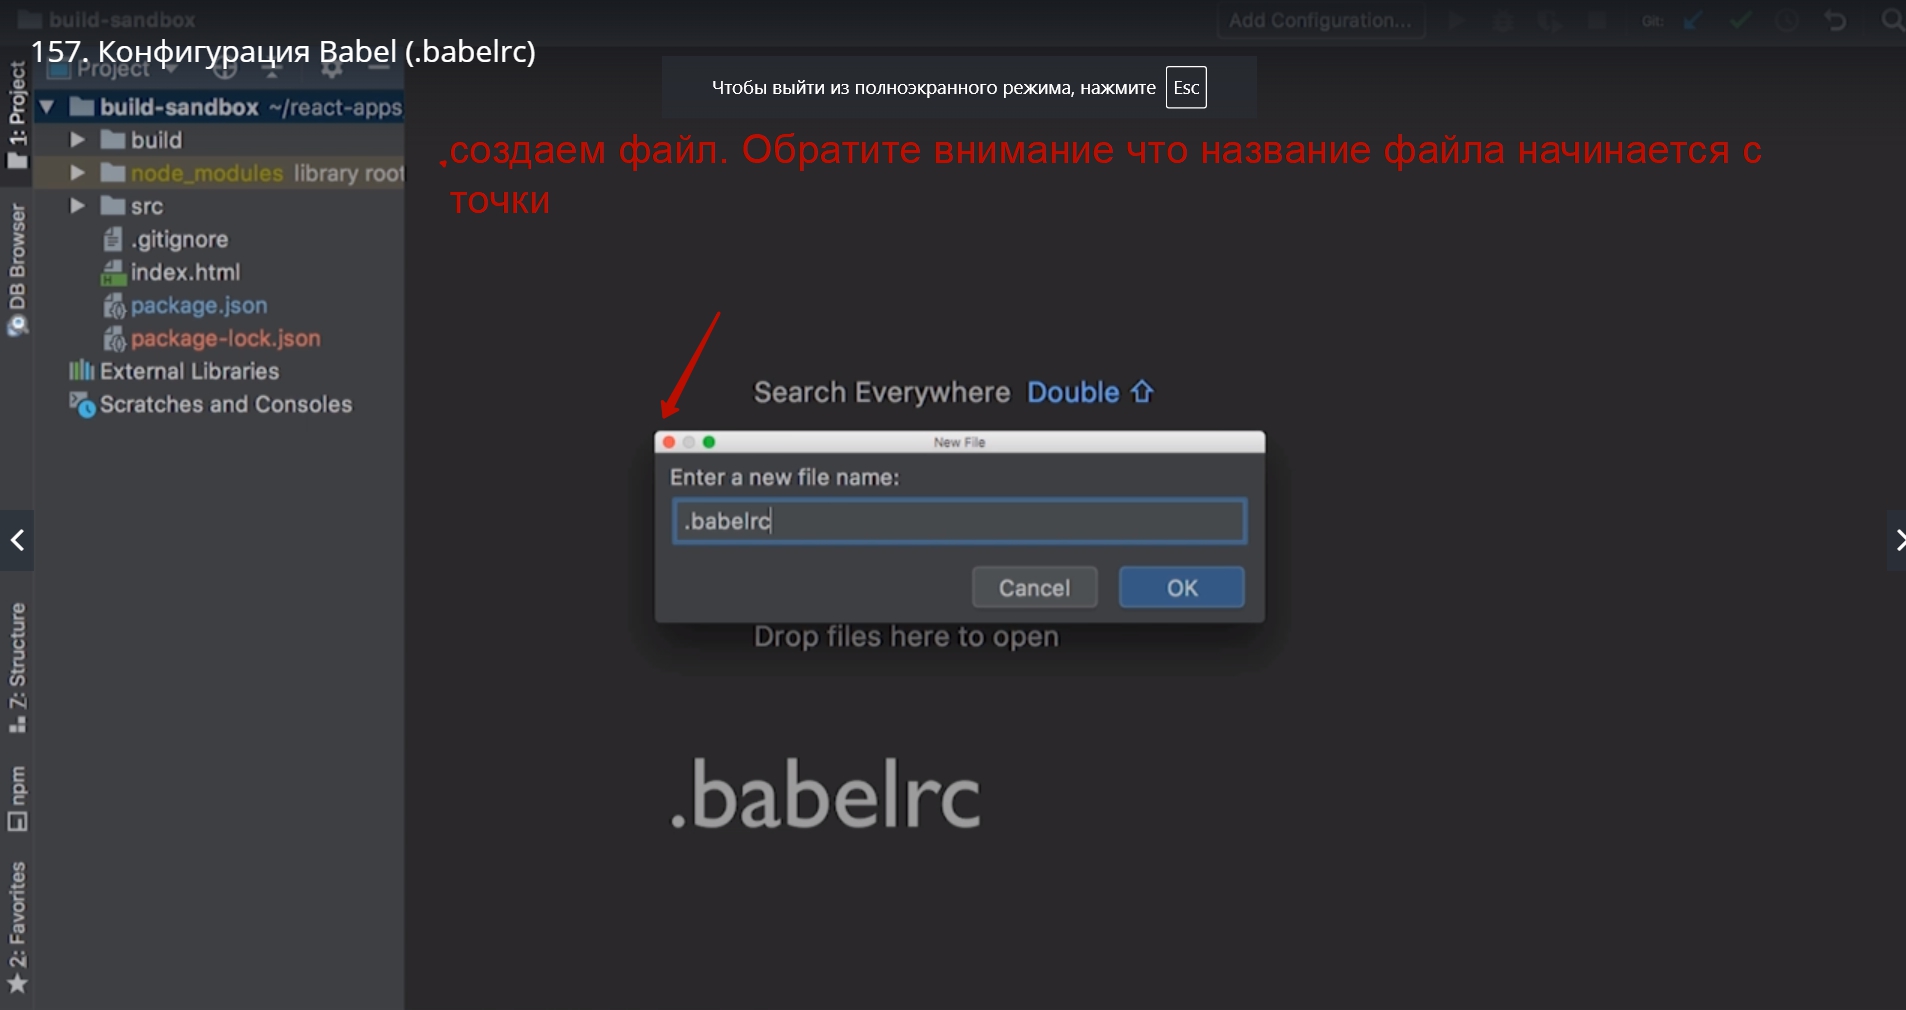 build-sandbox
Add Configuration...
Git:
157. Конфигурация Babel (.babelrc)
Project
Чтобы выйти из полноэкранного режима, нажмите Esc
1: Project
build-sandbox ~/react-apps
build
node_modules library root
src
.gitignore
index.html
package.json
package-lock.json
External Libraries
Scratches and Consoles
DB Browser
Z: Structure
npm
2: Favorites
.создаем файл. Обратите внимание что название файла начинается с
точки
Search Everywhere Double ⇧
New File
Enter a new file name:
.babelrc
Cancel
OK
Drop files here to open
.babelrc